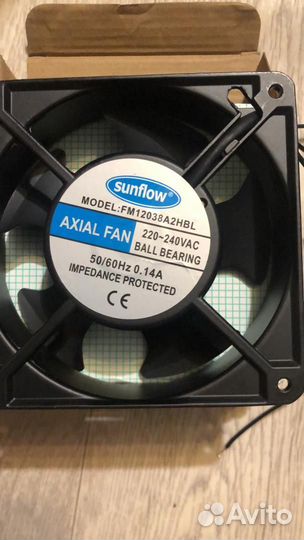 sunflow
MODEL:FM12038A2HBL
AXIAL FAN
220~240VAC
BALL BEARING
50/60Hz 0.14A
IMPEDANCE PROTECTED
CE
Avito